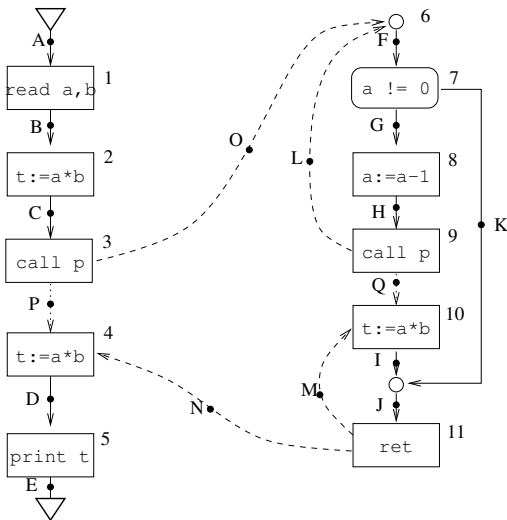 A
read a,b
1
B
t:=a*b
2
C
call p
3
P
t:=a*b
4
D
print t
5
E
O
L
N
M
6
F
a != 0
7
G
K
a:=a-1
8
H
call p
9
Q
t:=a*b
10
I
J
ret
11